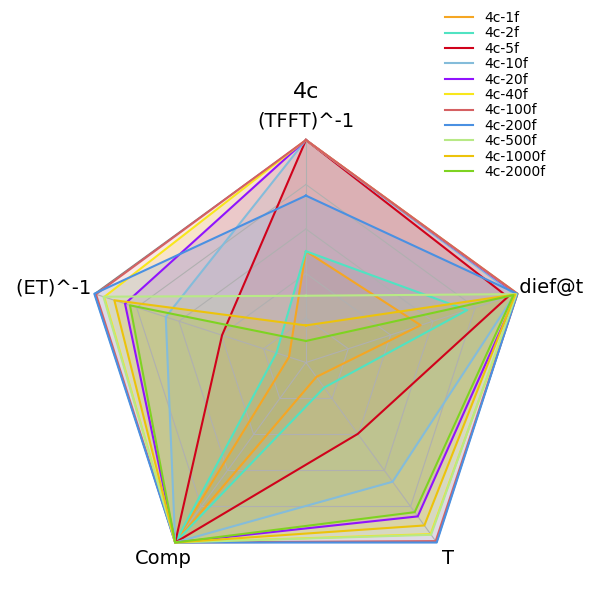 4c-1f
4c-2f
4c-5f
4c-10f
4c-20f
4c-40f
4c-100f
4c-200f
4c-500f
4c-1000f
4c-2000f
4c
(TFFT)^-1
(ET)^-1
dief@t
Comp
T